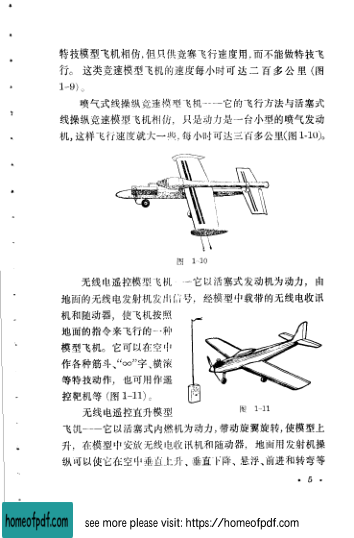 特技模型飞机相仿,但只供竞赛飞行速度用,而不能做特技飞
行。 这类竞速模型飞机的速度每小时可达二百多公里 (图
1-9)。
喷气式线操纵竞速模型飞机——它的飞行方法与活塞式
线操纵竞速模型飞机相仿, 只是动力是一台小型的喷气发动
机,这样飞行速度就大一些,每小时可达三百多公里(图1-10)。
图 1-10
无线电遥控模型飞机 —它以活塞式发动机为动力, 由
地面的无线电发射机发出信号, 经模型中载带的无线电收讯
机和随动器, 使飞机按照
地面的指令来飞行的一种
模型飞机。它可以在空中
作各种筋斗、“∞”字、横滚
等特技动作, 也可用作遥
控靶机等 (图 1-11)。
图 1-11
无线电遥控直升模型
飞机——它以活塞式内燃机为动力,带动旋翼旋转,使模型上
升, 在模型中安放无线电收讯机和随动器, 地面用发射机操
纵可以使它在空中垂直上升、垂直下降、悬浮、前进和转弯等
• 5 •
homeofpdf.com
see more please visit: https://homeofpdf.com